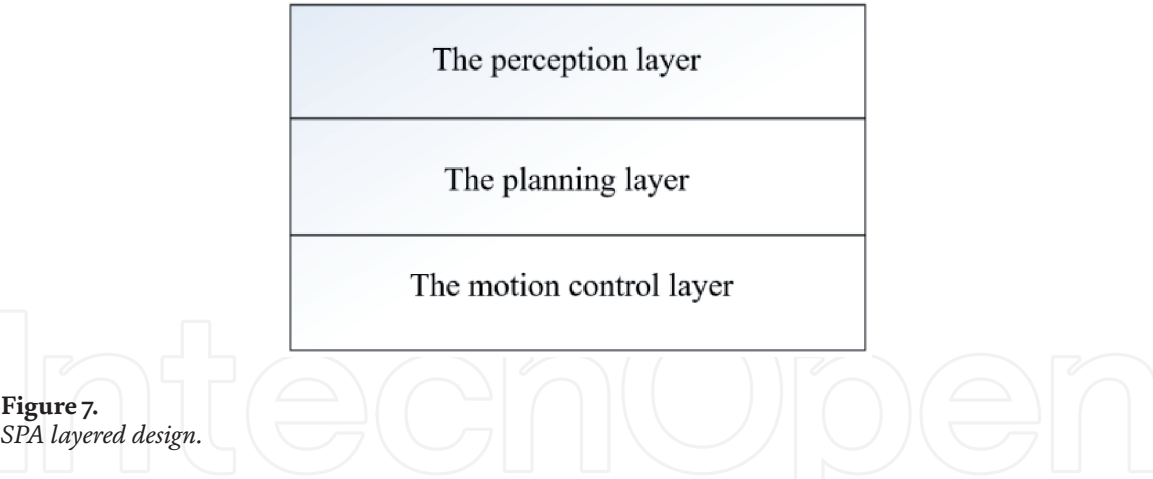 The perception layer
The planning layer
The motion control layer
IntechOpen
Figure 7.
SPA layered design.